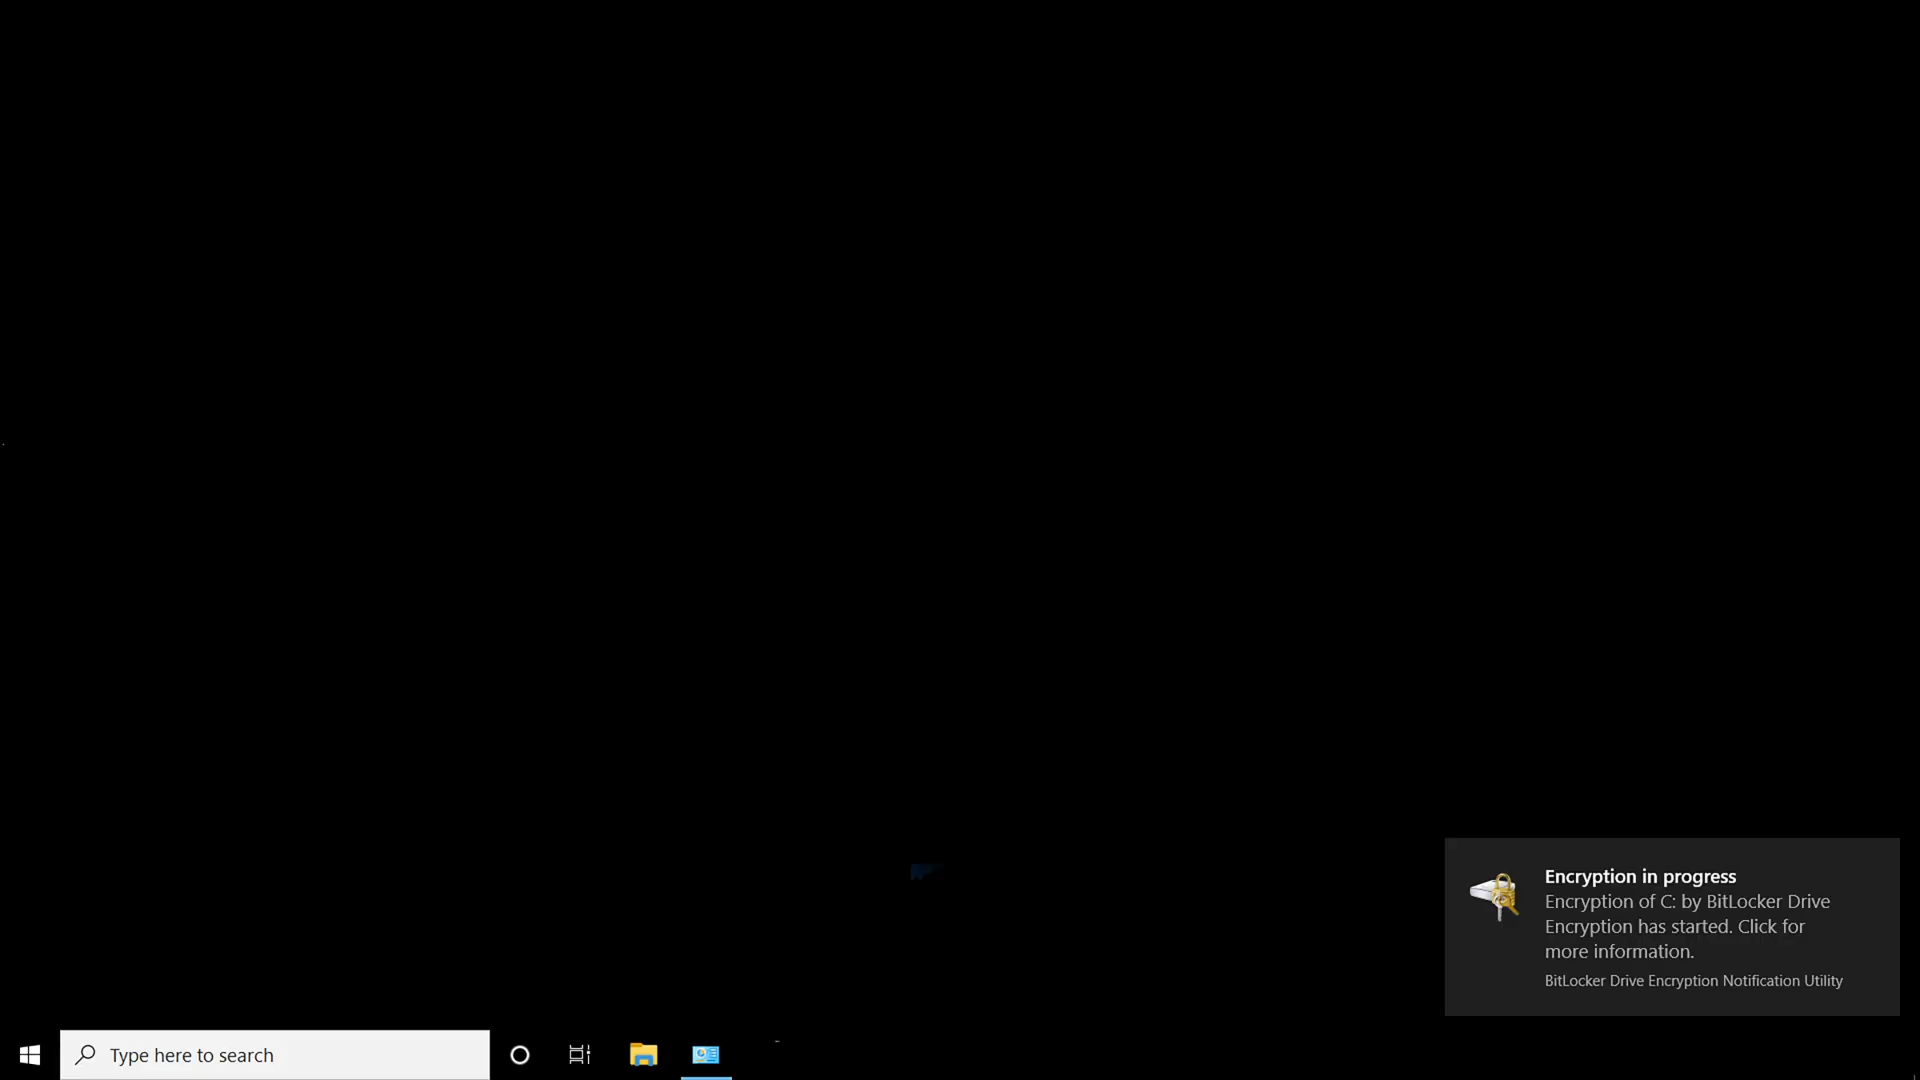 Encryption in progress
Encryption of C: by BitLocker Drive
Encryption has started. Click for
more information.
BitLocker Drive Encryption Notification Utility
Type here to search